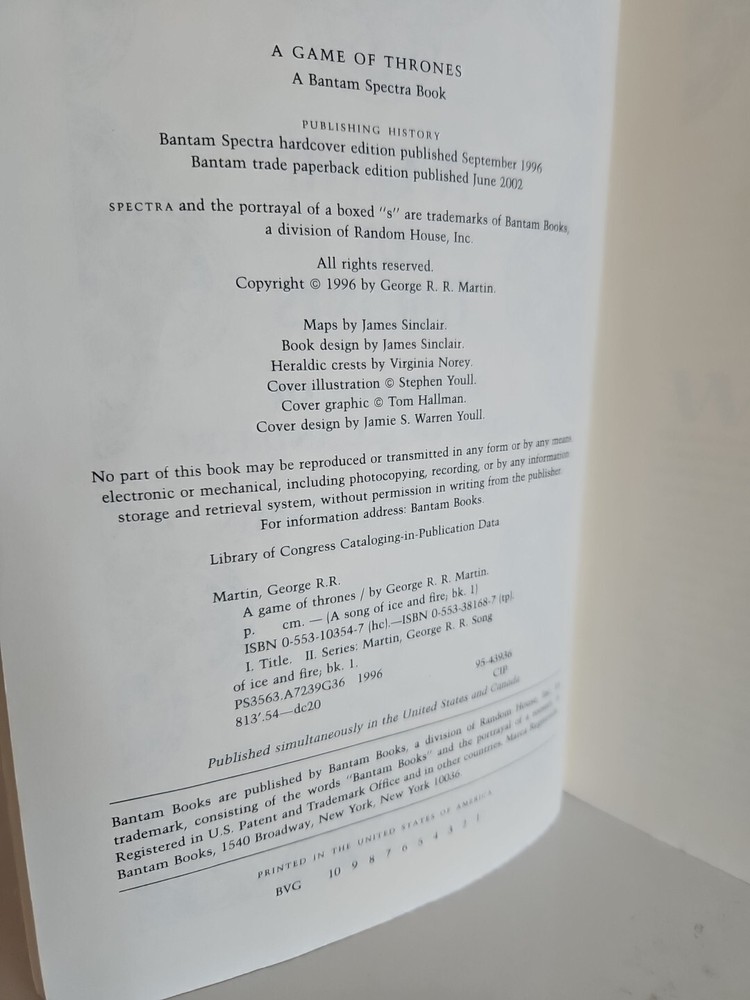 A GAME OF THRONES
A Bantam Spectra Book
PUBLISHING HISTORY
Bantam Spectra hardcover edition published September 1996
Bantam trade paperback edition published June 2002
SPECTRA and the portrayal of a boxed "s" are trademarks of Bantam Books,
a division of Random House, Inc.
All rights reserved.
Copyright © 1996 by George R. R. Martin.
Maps by James Sinclair.
Book design by James Sinclair.
Heraldic crests by Virginia Norey.
Cover illustration © Stephen Youll.
Cover graphic © Tom Hallman.
Cover design by Jamie S. Warren Youll.
No part of this book may be reproduced or transmitted in any form or by any means,
electronic or mechanical, including photocopying, recording, or by any information
storage and retrieval system, without permission in writing from the publisher.
For information address: Bantam Books.
Library of Congress Cataloging-in-Publication Data
Martin, George R.R.
A game of thrones / by George R. R. Martin.
p. cm. — (A song of ice and fire; bk. 1)
ISBN 0-553-10354-7 (hc).—ISBN 0-553-38168-7 (tp).
I. Title. II. Series: Martin, George R. R. Song
of ice and fire; bk. 1.
PS3563.A7239G36 1996
813'.54—dc20
95-43936
CIP
Published simultaneously in the United States and Canada
Bantam Books are published by Bantam Books, a division of Random House, Inc.
trademark, consisting of the words "Bantam Books" and the portrayal of a
Registered in U.S. Patent and Trademark Office and in other countries. Marca
Bantam Books, 1540 Broadway, New York, New York 10036.
PRINTED IN THE UNITED STATES OF AMERICA
BVG 10 9 8 7 6 5 4 3 2 1